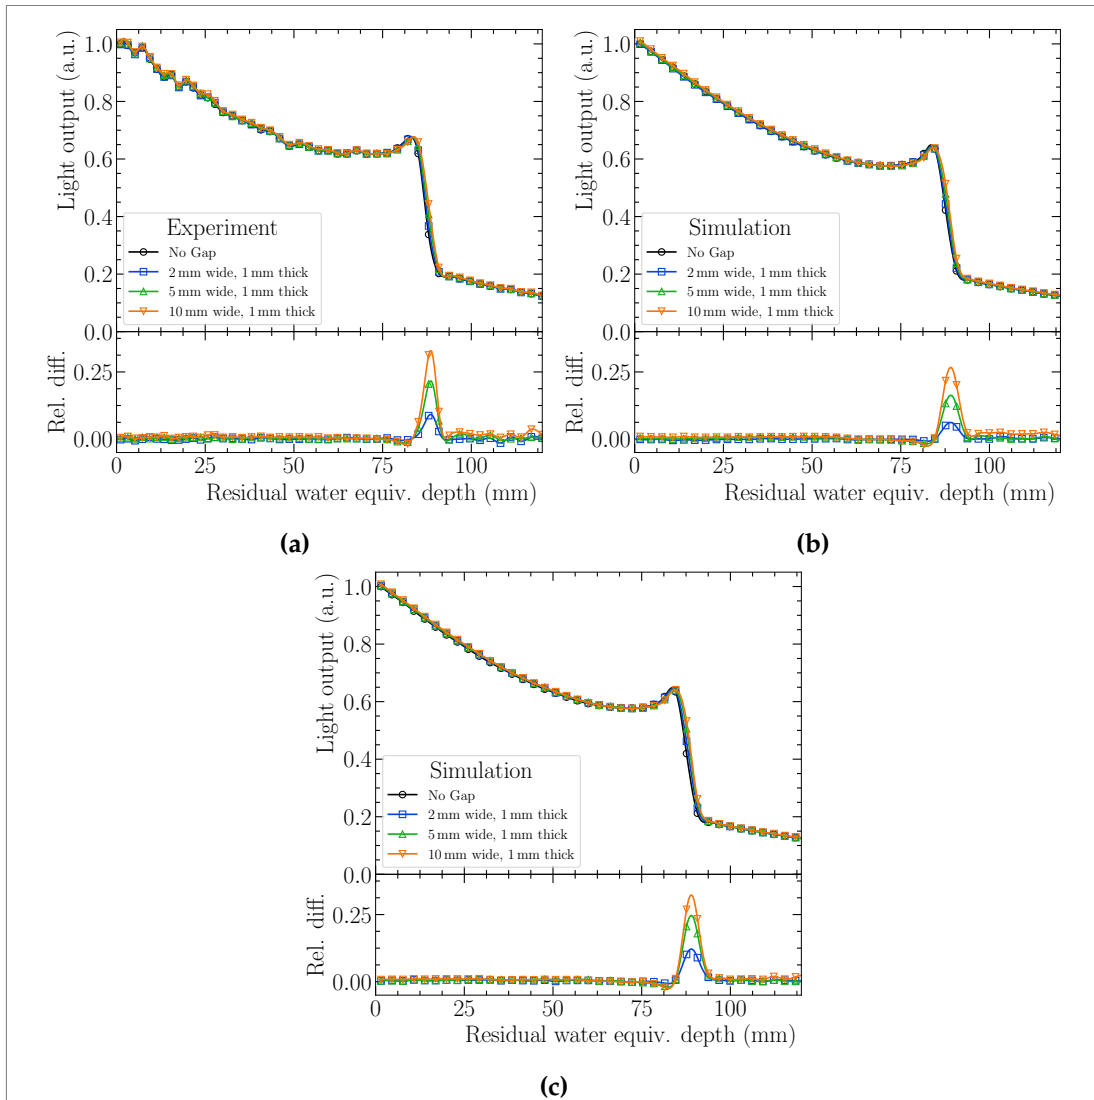 Light output (a.u.)
1.0
0.8
0.6
0.4
0.2
0.0
Experiment
No Gap
2 mm wide, 1 mm thick
5 mm wide, 1 mm thick
10 mm wide, 1 mm thick
Rel. diff.
0.25
0.00
0 25 50 75 100
Residual water equiv. depth (mm)
(a)
Light output (a.u.)
1.0
0.8
0.6
0.4
0.2
0.0
Simulation
No Gap
2 mm wide, 1 mm thick
5 mm wide, 1 mm thick
10 mm wide, 1 mm thick
Rel. diff.
0.25
0.00
0 25 50 75 100
Residual water equiv. depth (mm)
(b)
Light output (a.u.)
1.0
0.8
0.6
0.4
0.2
0.0
Simulation
No Gap
2 mm wide, 1 mm thick
5 mm wide, 1 mm thick
10 mm wide, 1 mm thick
Rel. diff.
0.25
0.00
0 25 50 75 100
Residual water equiv. depth (mm)
(c)